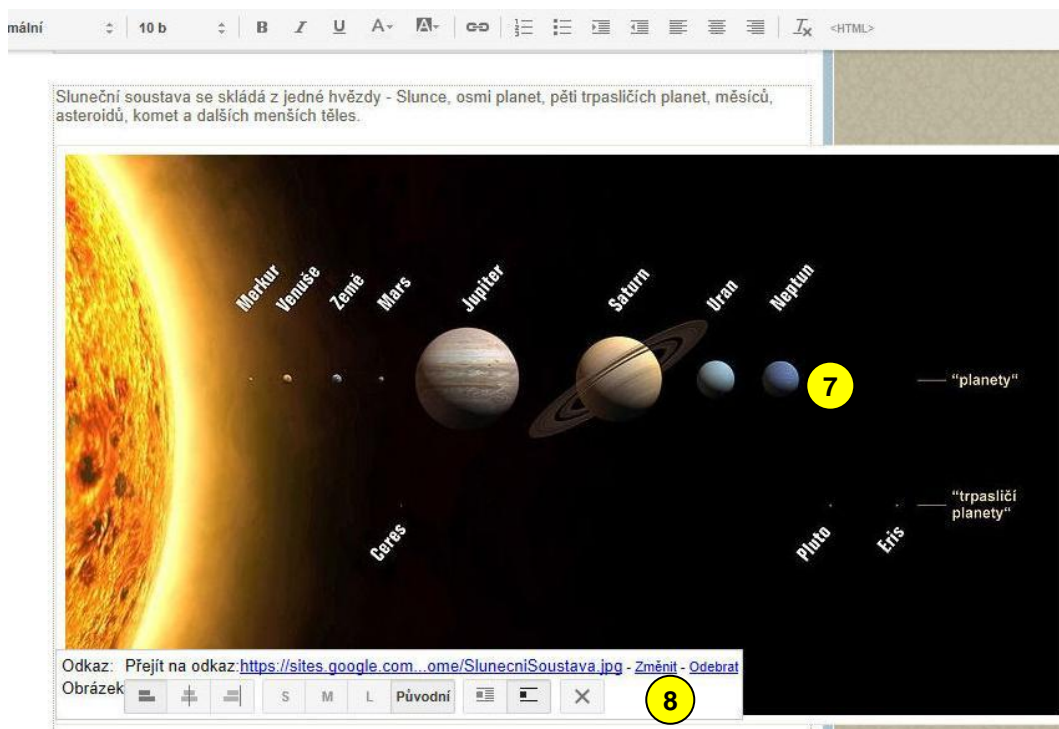 mální 10 b B I U A A <HTML>
Sluneční soustava se skládá z jedné hvězdy - Slunce, osmi planet, pěti trpasličích planet, měsíců,
asteroidů, komet a dalších menších těles.
Merkur
Venuše
Země
Mars
Jupiter
Saturn
Uran
Neptun
7
"planety"
Ceres
Pluto
Eris
"trpasličí
planety"
Odkaz: Přejít na odkaz:https://sites.google.com...ome/SlunecniSoustava.jpg - Změnit - Odebrat
Obrázek S M L Původní
8